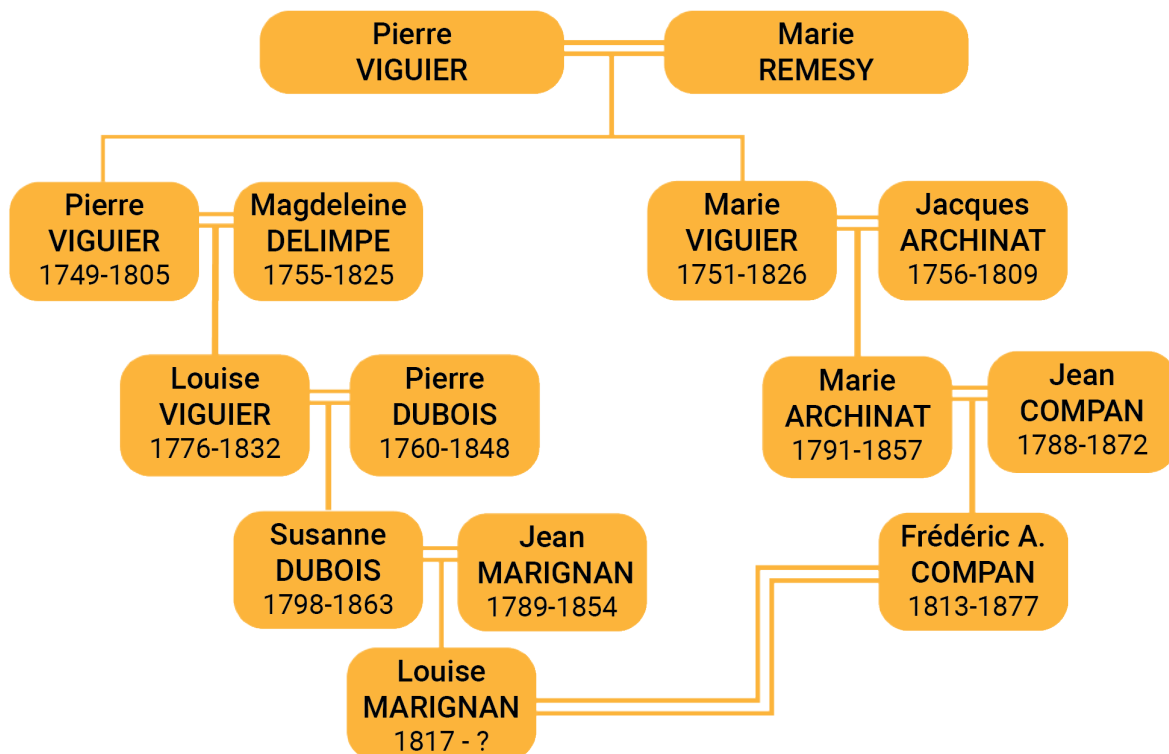 Pierre
VIGUIER
Marie
REMESY
Pierre
VIGUIER
1749-1805
Magdeleine
DELIMPE
1755-1825
Marie
VIGUIER
1751-1826
Jacques
ARCHINAT
1756-1809
Louise
VIGUIER
1776-1832
Pierre
DUBOIS
1760-1848
Marie
ARCHINAT
1791-1857
Jean
COMPAN
1788-1872
Susanne
DUBOIS
1798-1863
Jean
MARIGNAN
1789-1854
Frédéric A.
COMPAN
1813-1877
Louise
MARIGNAN
1817 - ?